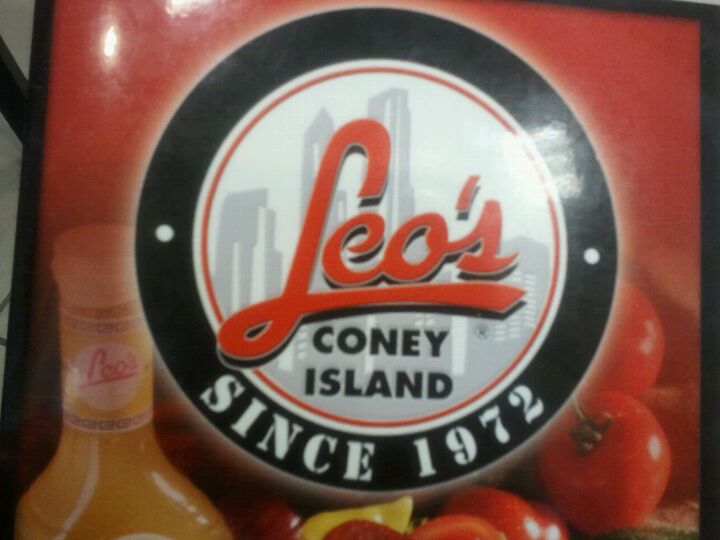 Leo's
CONEY
ISLAND
®
SINCE 1972
Leo's